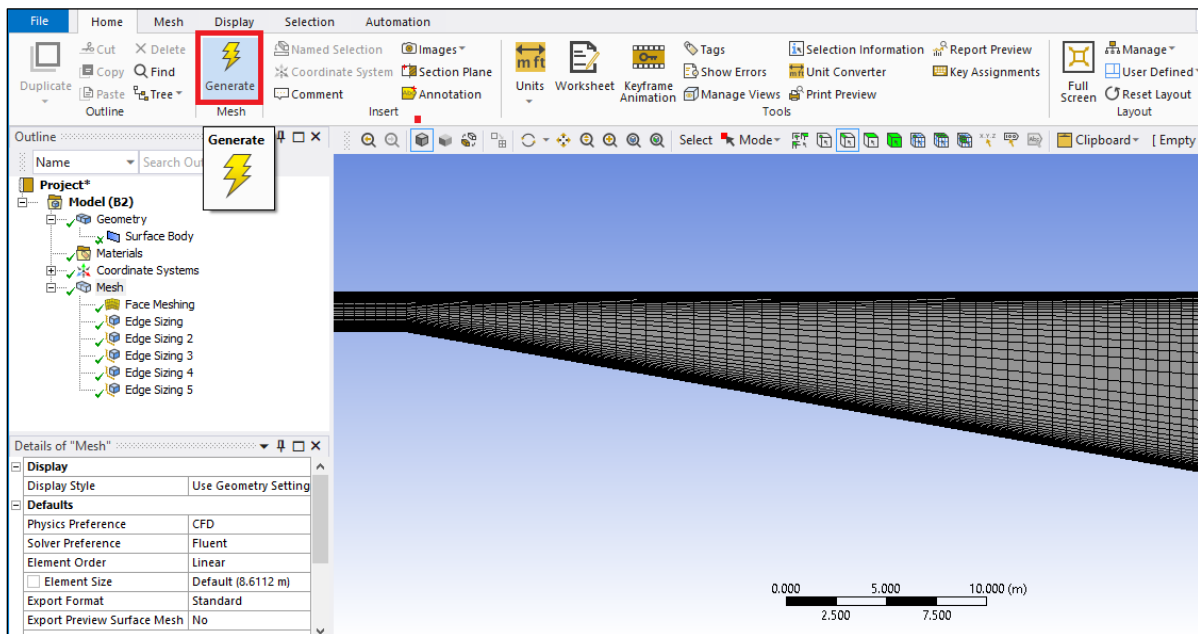 File Home Mesh Display Selection Automation
Duplicate
Cut
Copy
Paste
Delete
Find
Tree
Outline
Generate
Mesh
Named Selection
Coordinate System
Comment
Images
Section Plane
Annotation
Insert
m ft
Units
Worksheet
Keyframe
Animation
Tags
Show Errors
Manage Views
Selection Information
Unit Converter
Print Preview
Report Preview
Key Assignments
Tools
Full
Screen
Manage
User Defined
Reset Layout
Layout
Outline
Name
Search Out
Generate
Select Mode Clipboard [ Empty
Project*
Model (B2)
Geometry
Surface Body
Materials
Coordinate Systems
Mesh
Face Meshing
Edge Sizing
Edge Sizing 2
Edge Sizing 3
Edge Sizing 4
Edge Sizing 5
Details of "Mesh"
Display
Display Style Use Geometry Setting
Defaults
Physics Preference CFD
Solver Preference Fluent
Element Order Linear
Element Size Default (8.6112 m)
Export Format Standard
Export Preview Surface Mesh No
0.000 5.000 10.000 (m)
2.500 7.500